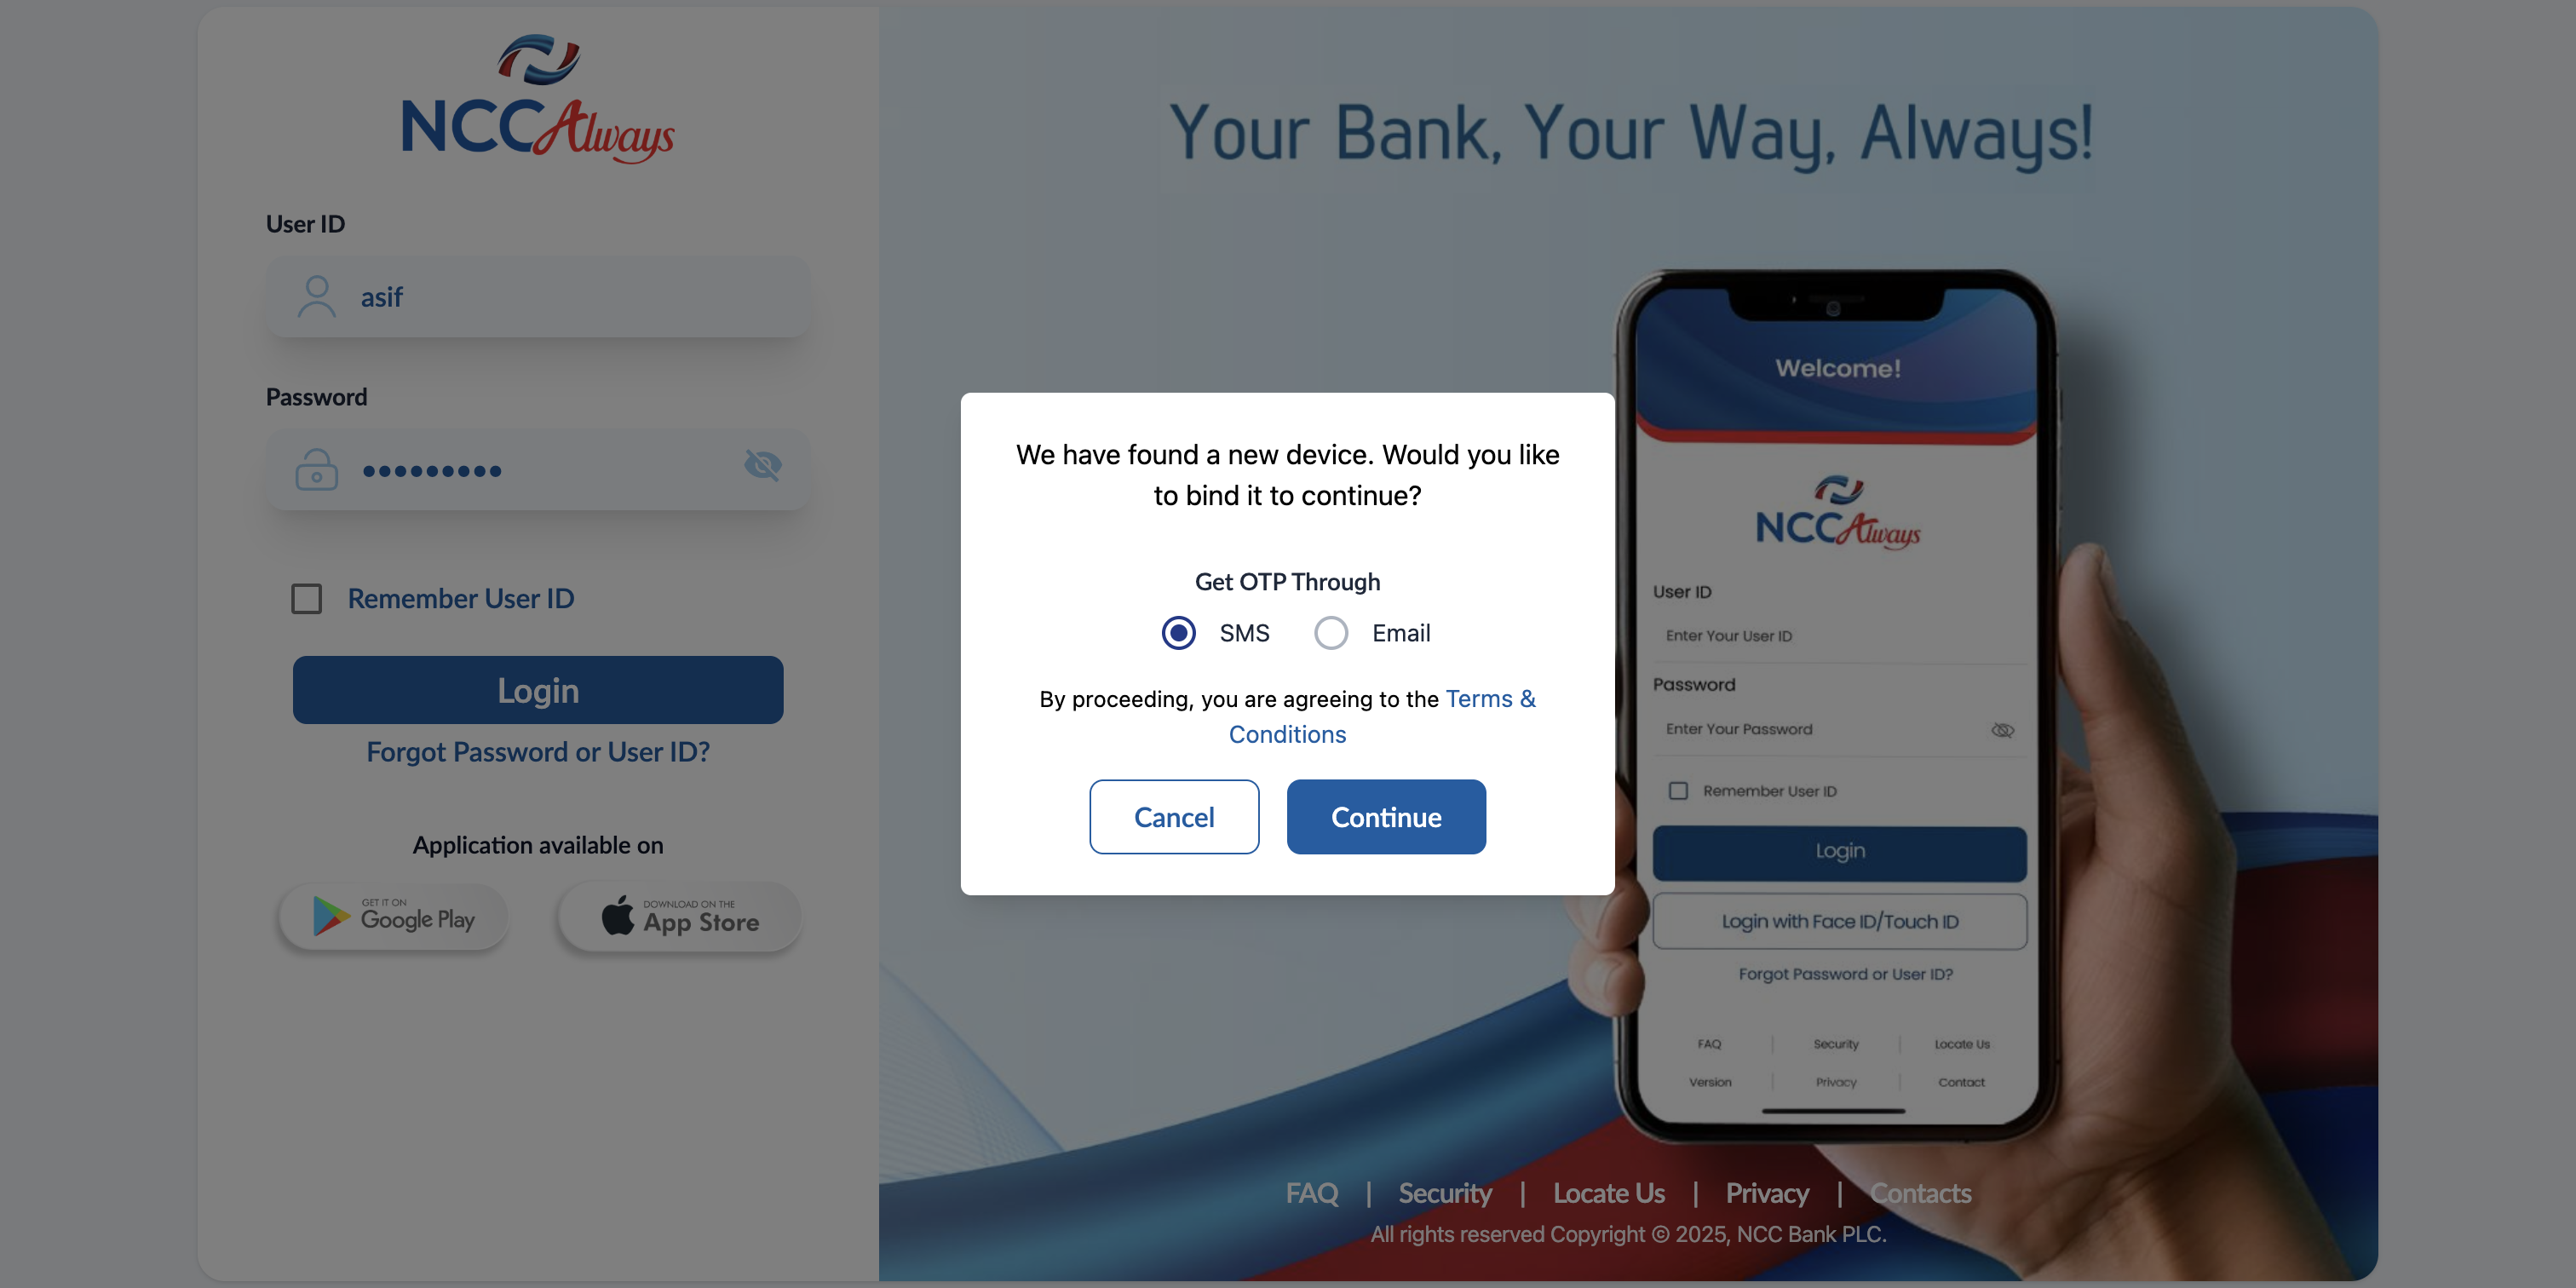 NCC Always
User ID
asif
Password
Remember User ID
Login
Forgot Password or User ID?
Application available on
GET IT ON
Google Play
DOWNLOAD ON THE
App Store
Your Bank, Your Way, Always!
We have found a new device. Would you like
to bind it to continue?
Get OTP Through
SMS Email
By proceeding, you are agreeing to the Terms &
Conditions
Cancel Continue
Welcome!
NCC Always
User ID
Enter Your User ID
Password
Enter Your Password
Remember User ID
Login
Login with Face ID/Touch ID
Forgot Password or User ID?
FAQ | Security | Locate Us
Version | Privacy | Contact
FAQ | Security | Locate Us | Privacy | Contacts
All rights reserved Copyright © 2025, NCC Bank PLC.